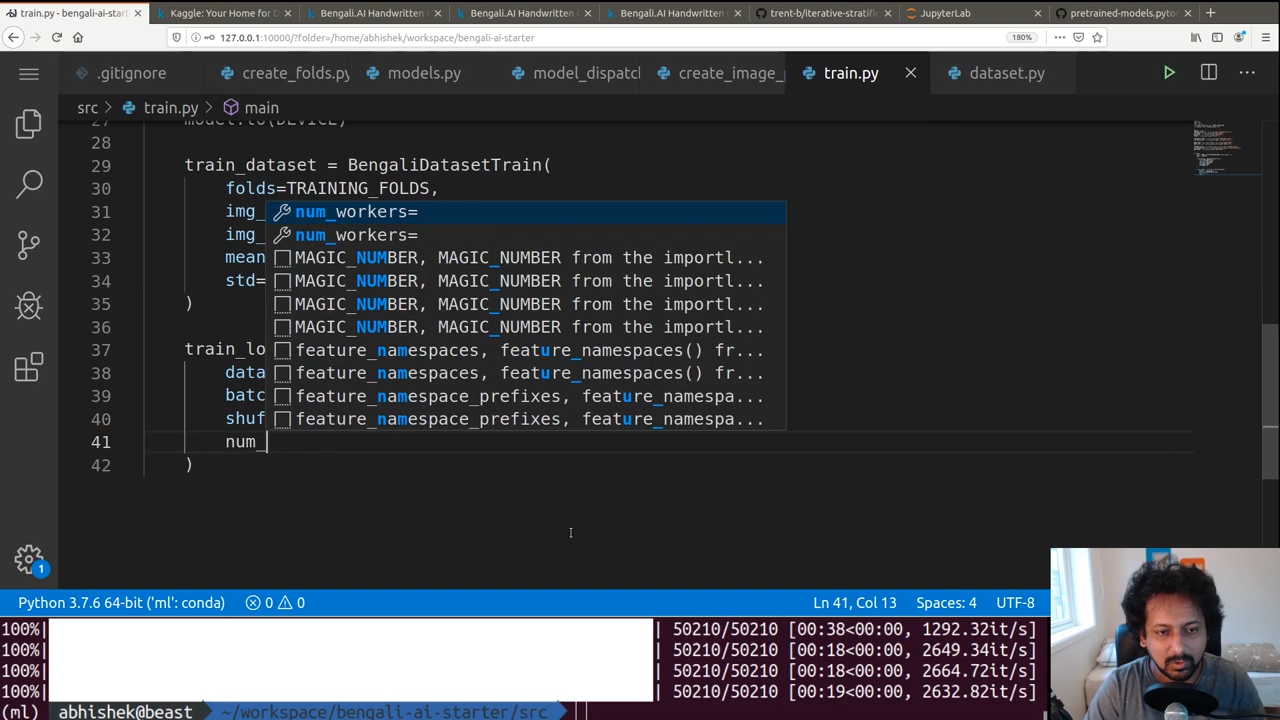 train.py - bengali-ai-star
Kaggle: Your Home for D
Bengali.AI Handwritten G
Bengali.AI Handwritten G
Bengali.AI Handwritten G
trent-b/iterative-stratifi
JupyterLab
pretrained-models.pytor
127.0.0.1:10000/?folder=/home/abhishek/workspace/bengali-ai-starter
180%
.gitignore
create_folds.py
models.py
model_dispatc
create_image_
train.py
dataset.py
src > train.py > main
27 model.to(DEVICE)
28
29 train_dataset = BengaliDatasetTrain(
30 folds=TRAINING_FOLDS,
31 img_
32 img_
33 mean
34 std=
35 )
36
37 train_lo
38 data
39 batc
40 shuf
41 num_
42 )
num_workers=
num_workers=
MAGIC_NUMBER, MAGIC_NUMBER from the importl...
MAGIC_NUMBER, MAGIC_NUMBER from the importl...
MAGIC_NUMBER, MAGIC_NUMBER from the importl...
MAGIC_NUMBER, MAGIC_NUMBER from the importl...
feature_namespaces, feature_namespaces() fr...
feature_namespaces, feature_namespaces() fr...
feature_namespace_prefixes, feature_namespa...
feature_namespace_prefixes, feature_namespa...
1
Python 3.7.6 64-bit ('ml': conda) 0 0 Ln 41, Col 13 Spaces: 4 UTF-8
100%| | 50210/50210 [00:38<00:00, 1292.32it/s]
100%| | 50210/50210 [00:18<00:00, 2649.34it/s]
100%| | 50210/50210 [00:18<00:00, 2664.72it/s]
100%| | 50210/50210 [00:19<00:00, 2632.82it/s]
(ml) abhishek@beast ~/workspace/bengali-ai-starter/src